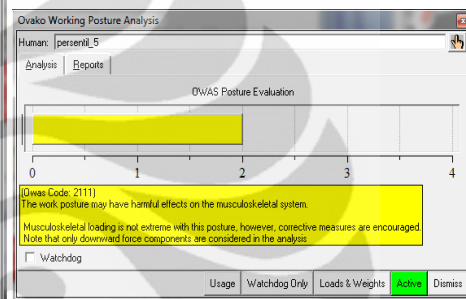 Ovako Working Posture Analysis
Human: persentil_5
Analysis Reports
OWAS Posture Evaluation
0 1 2 3 4
(Owas Code: 2111)
The work posture may have harmful effects on the musculoskeletal system.
Musculoskeletal loading is not extreme with this posture, however, corrective measures are encouraged.
Note that only downward force components are considered in the analysis
Watchdog
Usage Watchdog Only Loads & Weights Active Dismiss